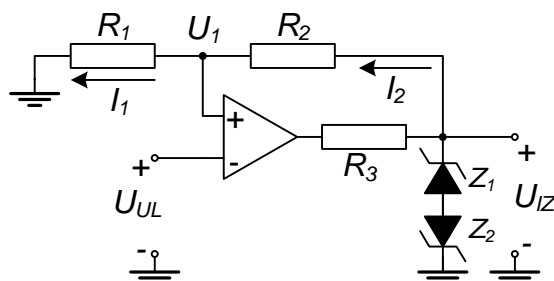 R1 U1 R2
I1 I2
+
-
R3
+ UUL -
Z1
Z2
+ UIZ -